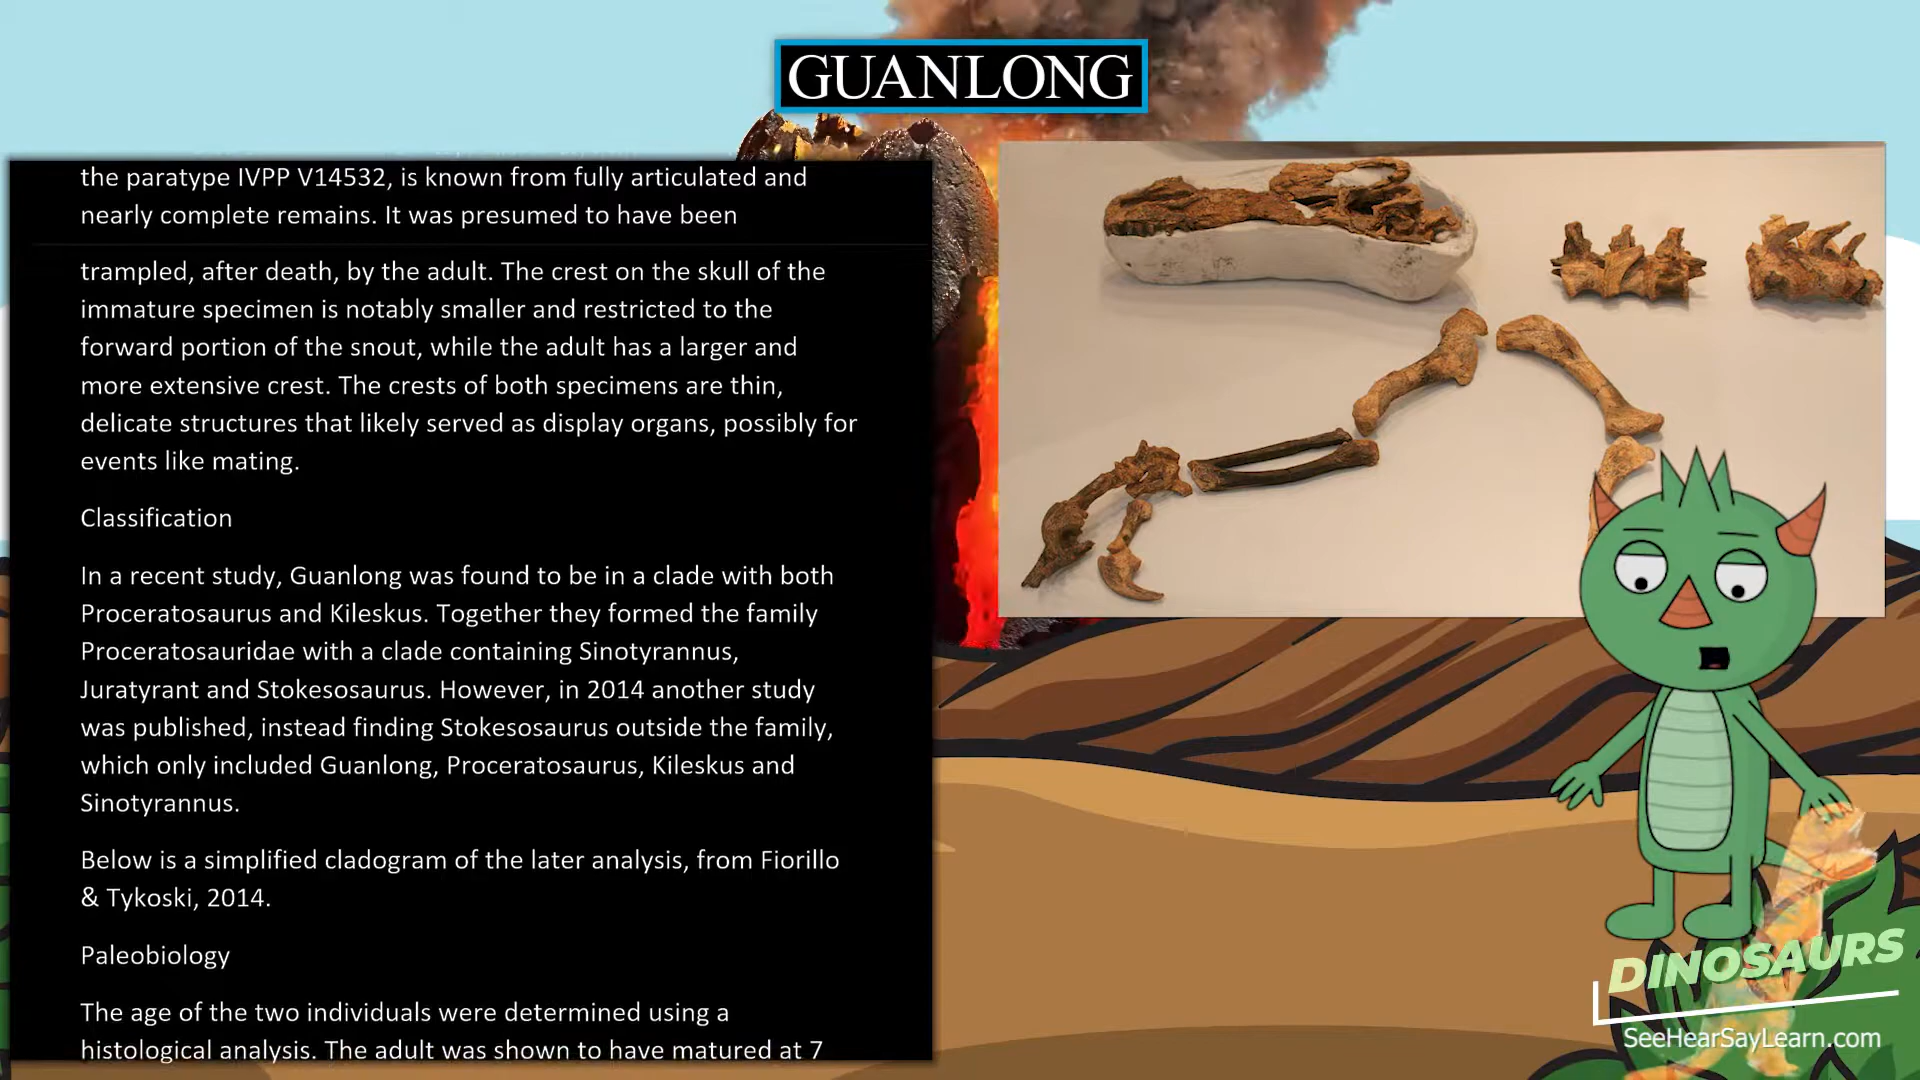 GUANLONG
the paratype IVPP V14532, is known from fully articulated and
nearly complete remains. It was presumed to have been
trampled, after death, by the adult. The crest on the skull of the
immature specimen is notably smaller and restricted to the
forward portion of the snout, while the adult has a larger and
more extensive crest. The crests of both specimens are thin,
delicate structures that likely served as display organs, possibly for
events like mating.
Classification
In a recent study, Guanlong was found to be in a clade with both
Proceratosaurus and Kileskus. Together they formed the family
Proceratosauridae with a clade containing Sinotyrannus,
Juratyrant and Stokesosaurus. However, in 2014 another study
was published, instead finding Stokesosaurus outside the family,
which only included Guanlong, Proceratosaurus, Kileskus and
Sinotyrannus.
Below is a simplified cladogram of the later analysis, from Fiorillo
& Tykoski, 2014.
Paleobiology
The age of the two individuals were determined using a
histological analysis. The adult was shown to have matured at 7
DINOSAURS
SeeHearSayLearn.com